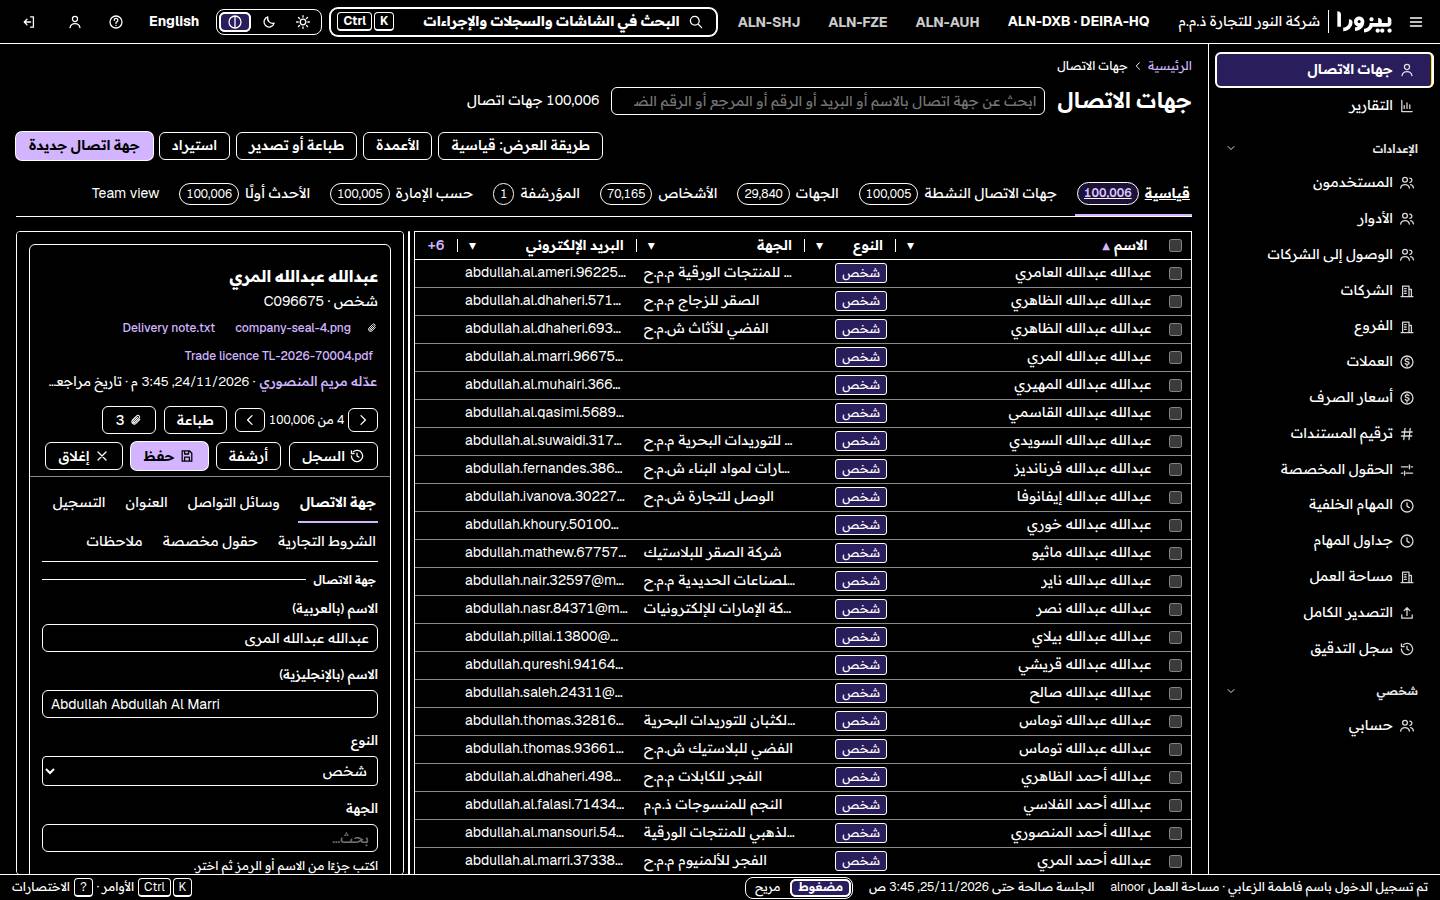 بيزورا | شركة النور للتجارة ذ.م.م ALN-DXB · DEIRA-HQ ALN-AUH ALN-FZE ALN-SHJ البحث في الشاشات والسجلات والإجراءات Ctrl K English
جهات الاتصال
التقارير
الإعدادات
المستخدمون
الأدوار
الوصول إلى الشركات
الشركات
الفروع
العملات
أسعار الصرف
ترقيم المستندات
الحقول المخصصة
المهام الخلفية
جداول المهام
مساحة العمل
التصدير الكامل
سجل التدقيق
شخصي
حسابي
الرئيسية جهات الاتصال
جهات الاتصال ابحث عن جهة اتصال بالاسم أو البريد أو الرقم أو المرجع أو الرقم الضـ 100,006 جهات اتصال
طريقة العرض: قياسية الأعمدة طباعة أو تصدير استيراد جهة اتصال جديدة
قياسية 100,006 جهات الاتصال النشطة 100,005 الجهات 29,840 الأشخاص 70,165 المؤرشفة 1 حسب الإمارة 100,005 الأحدث أولًا 100,006 Team view
الاسم ▲ ▼ النوع ▼ الجهة ▼ البريد الإلكتروني ▼ +6
عبدالله عبدالله العامري شخص ... للمنتجات الورقية م.م.ح abdullah.al.ameri.96225...
عبدالله عبدالله الظاهري شخص الصقر للزجاج م.م.ح abdullah.al.dhaheri.571...
عبدالله عبدالله الظاهري شخص الفضي للأثاث ش.م.ح abdullah.al.dhaheri.693...
عبدالله عبدالله المري شخص abdullah.al.marri.96675...
عبدالله عبدالله المهيري شخص abdullah.al.muhairi.366...
عبدالله عبدالله القاسمي شخص abdullah.al.qasimi.5689...
عبدالله عبدالله السويدي شخص ... للتوريدات البحرية م.م.ح abdullah.al.suwaidi.317...
عبدالله عبدالله فرنانديز شخص ...ارات لمواد البناء ش.م.ح abdullah.fernandes.386...
عبدالله عبدالله إيفانوفا شخص الوصل للتجارة ش.م.ح abdullah.ivanova.30227...
عبدالله عبدالله خوري شخص abdullah.khoury.50100...
عبدالله عبدالله ماثيو شخص شركة الصقر للبلاستيك abdullah.mathew.67757...
عبدالله عبدالله ناير شخص ...لصناعات الحديدية م.م.ح abdullah.nair.32597@m...
عبدالله عبدالله نصر شخص ...كة الإمارات للإلكترونيات abdullah.nasr.84371@m...
عبدالله عبدالله بيلاي شخص abdullah.pillai.13800@...
عبدالله عبدالله قريشي شخص abdullah.qureshi.94164...
عبدالله عبدالله صالح شخص abdullah.saleh.24311@...
عبدالله عبدالله توماس شخص ...لكثبان للتوريدات البحرية abdullah.thomas.32816...
عبدالله عبدالله توماس شخص الفضي للبلاستيك ش.م.ح abdullah.thomas.93661...
عبدالله أحمد الظاهري شخص الفجر للكابلات م.م.ح abdullah.al.dhaheri.498...
عبدالله أحمد الفلاسي شخص النجم للمنسوجات ذ.م.م abdullah.al.falasi.71434...
عبدالله أحمد المنصوري شخص ...لذهبي للمنتجات الورقية abdullah.al.mansouri.54...
عبدالله أحمد المري شخص الفجر للألمنيوم م.م.ح abdullah.al.marri.37338...
عبدالله عبدالله المري
شخص · C096675
company-seal-4.png Delivery note.txt
Trade licence TL-2026-70004.pdf
عدّله مريم المنصوري · 24/11/2026, 3:45 م · تاريخ مراجعـ...
4 من 100,006 طباعة 3
السجل أرشفة حفظ إغلاق
جهة الاتصال وسائل التواصل العنوان التسجيل
الشروط التجارية حقول مخصصة ملاحظات
جهة الاتصال
الاسم (بالعربية)
عبدالله عبدالله المري
الاسم (بالإنجليزية)
Abdullah Abdullah Al Marri
النوع
شخص
الجهة
بحث...
اكتب جزءًا من الاسم أو الرمز ثم اختر.
تم تسجيل الدخول باسم فاطمة الزعابي · مساحة العمل alnoor الجلسة صالحة حتى 25/11/2026, 3:45 ص مضغوط مريح Ctrl K الأوامر · ? الاختصارات